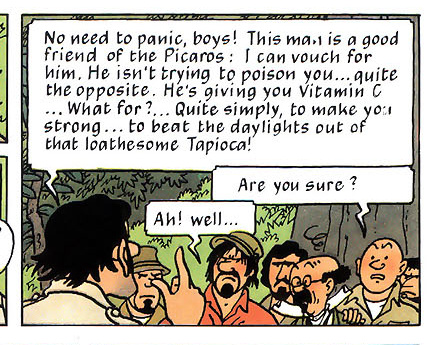 No need to panic, boys! This man is a good
friend of the Picaros: I can vouch for
him. He isn't trying to poison you... quite
the opposite. He's giving you Vitamin C
... What for?... Quite simply, to make you
strong... to beat the daylights out of
that loathesome Tapioca!
Are you sure?
Ah! well...